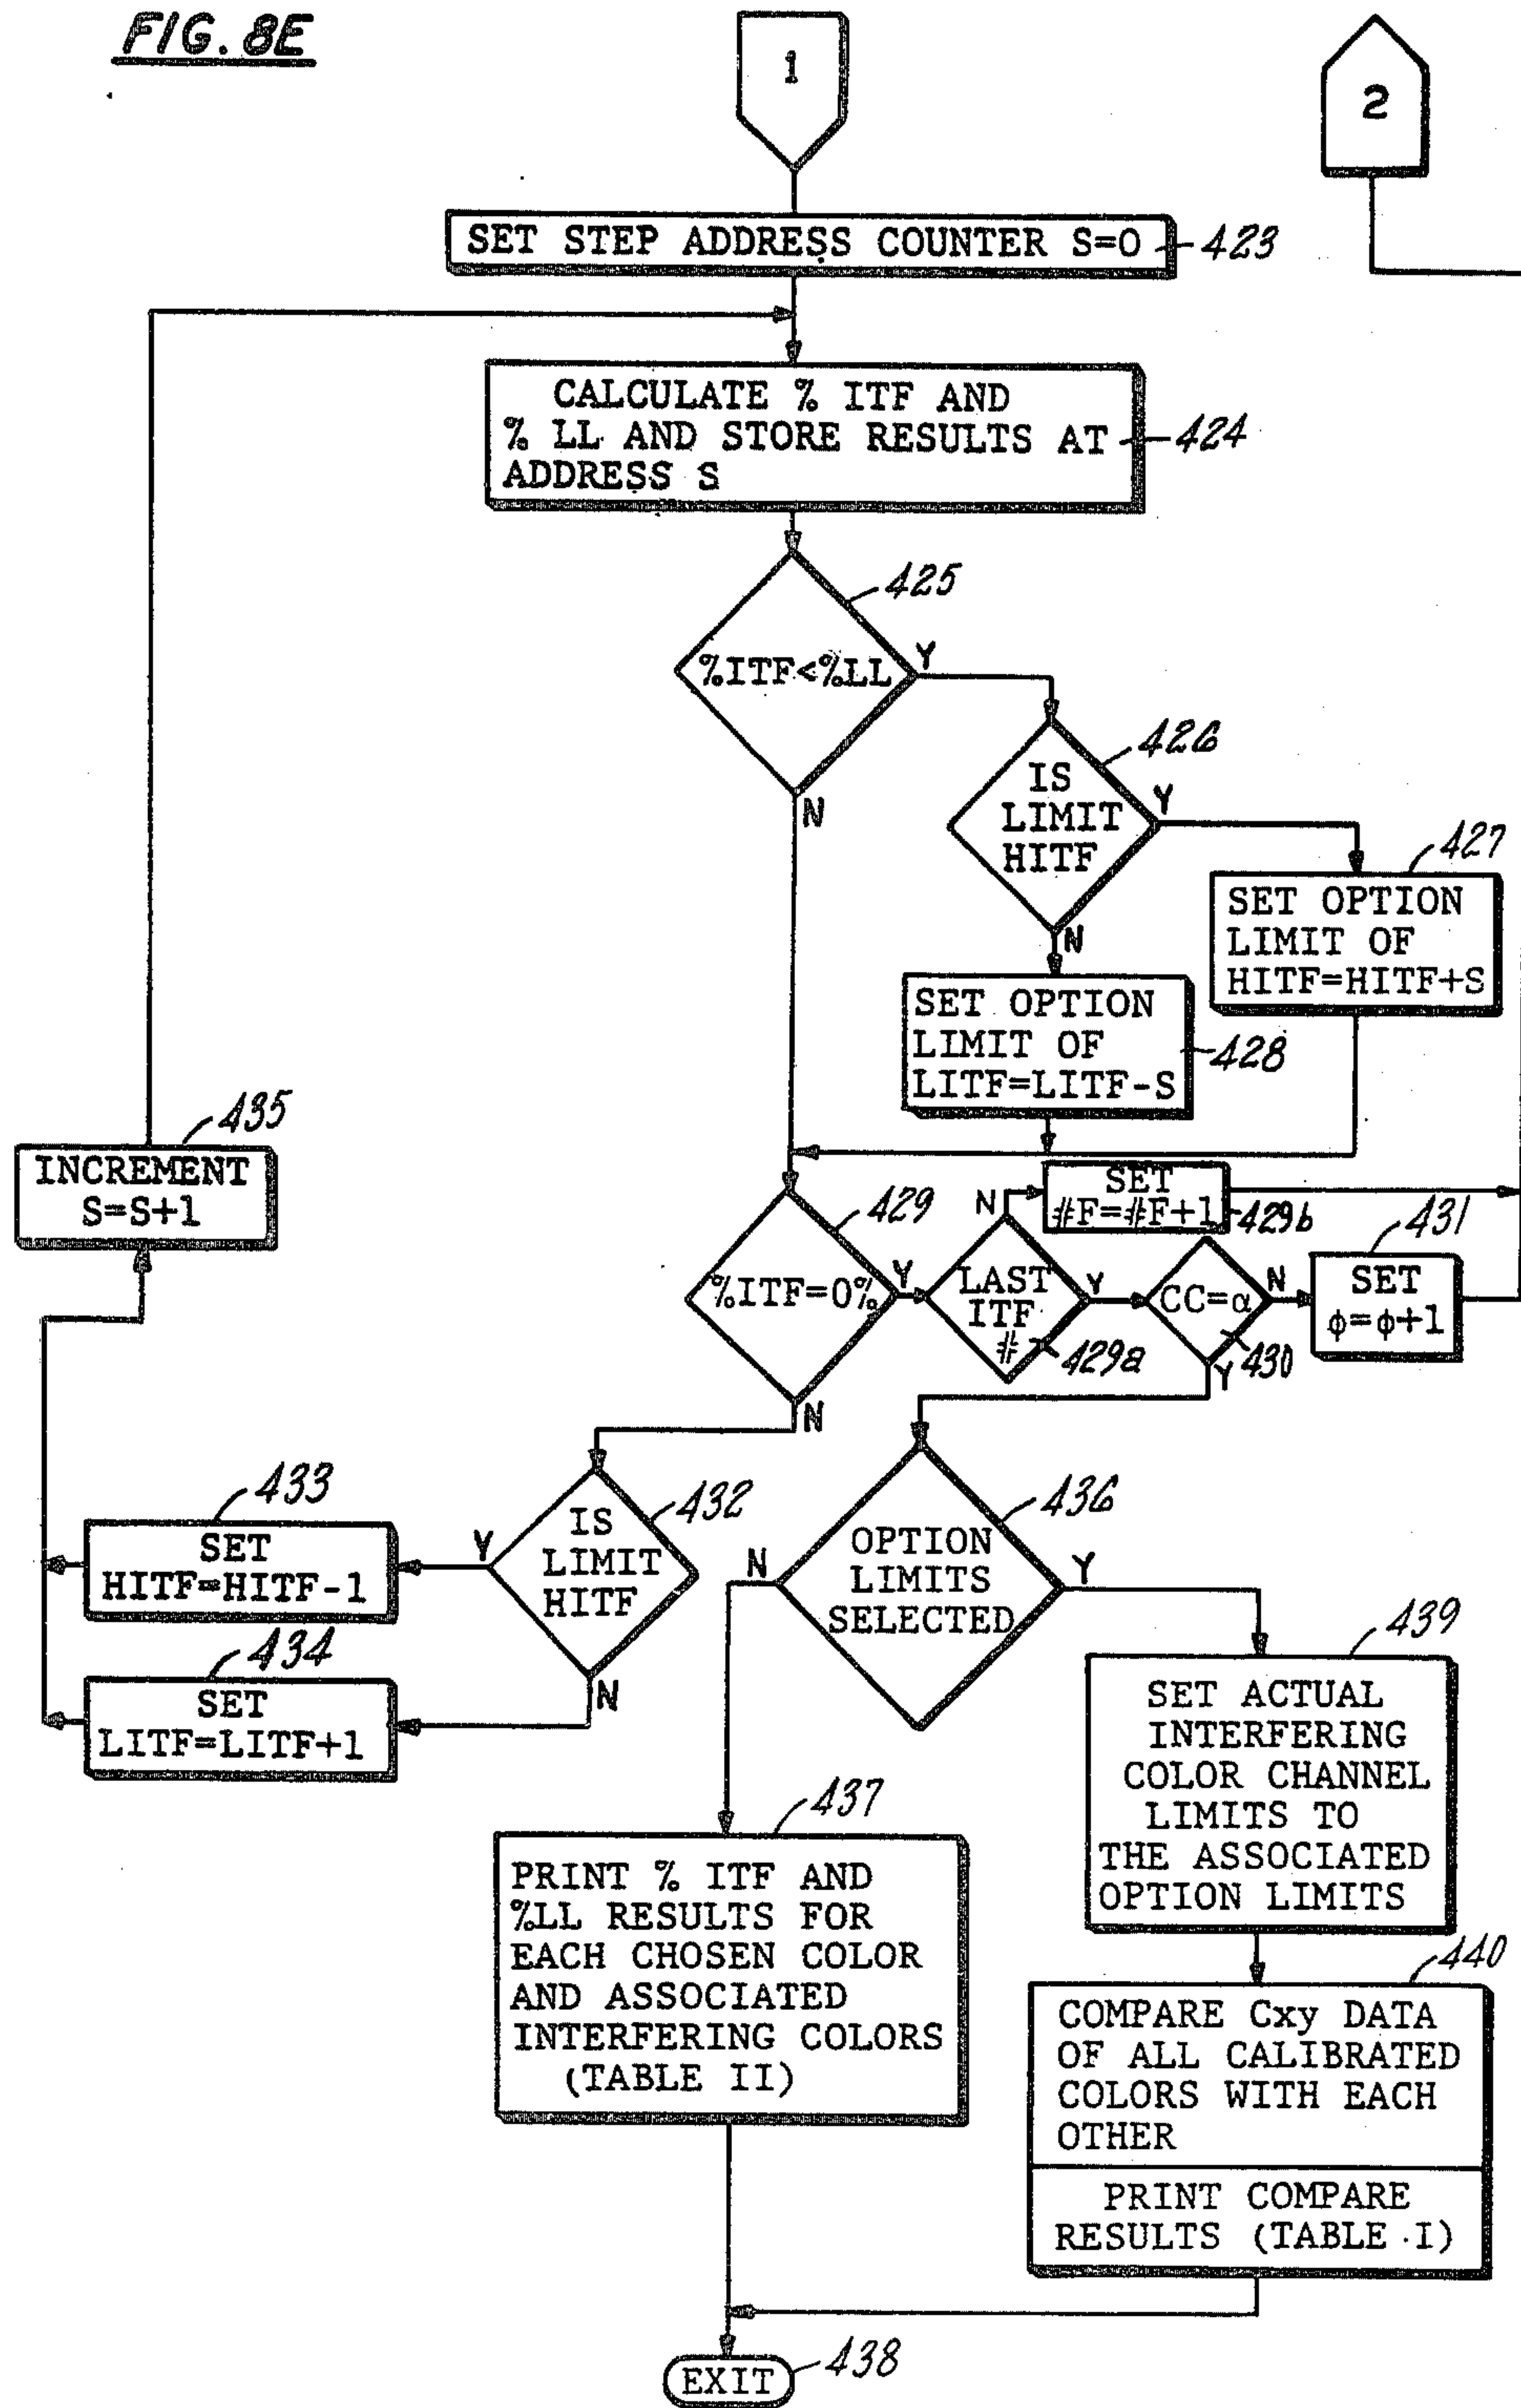 FIG. 8E
1
2
SET STEP ADDRESS COUNTER S=0
423
CALCULATE % ITF AND
% LL AND STORE RESULTS AT
ADDRESS S
424
425
%ITF<%LL
Y
N
426
IS
LIMIT
HITF
Y
N
427
SET OPTION
LIMIT OF
HITF=HITF+S
SET OPTION
LIMIT OF
LITF=LITF-S
428
435
INCREMENT
S=S+1
429
%ITF=0%
Y
N
LAST
ITF
#
429a
N
Y
SET
#F=#F+1
429b
CC=α
430
N
Y
431
SET
φ=φ+1
432
IS
LIMIT
HITF
Y
N
433
SET
HITF=HITF-1
434
SET
LITF=LITF+1
436
OPTION
LIMITS
SELECTED
N
Y
437
PRINT % ITF AND
%LL RESULTS FOR
EACH CHOSEN COLOR
AND ASSOCIATED
INTERFERING COLORS
(TABLE II)
439
SET ACTUAL
INTERFERING
COLOR CHANNEL
LIMITS TO
THE ASSOCIATED
OPTION LIMITS
440
COMPARE Cxy DATA
OF ALL CALIBRATED
COLORS WITH EACH
OTHER
PRINT COMPARE
RESULTS (TABLE I)
EXIT
438